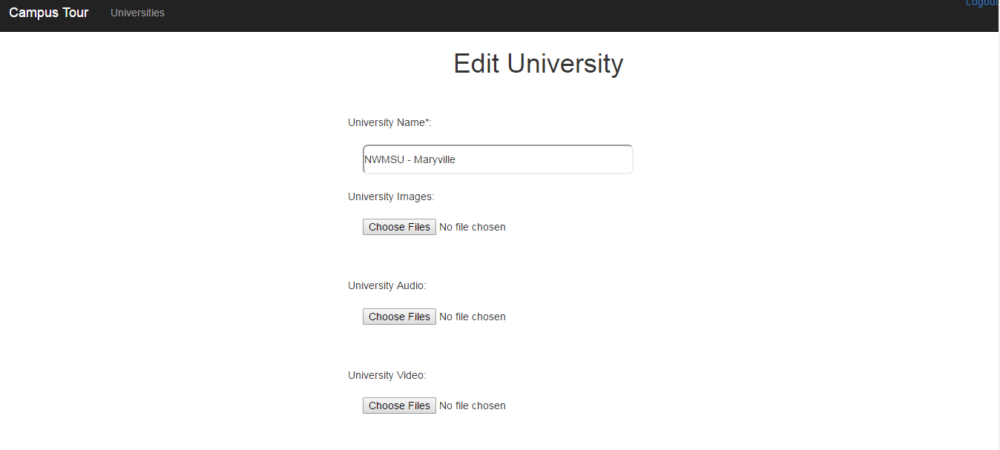 Campus Tour Universities Logout
Edit University
University Name*:
NWMSU - Maryville
University Images:
Choose Files No file chosen
University Audio:
Choose Files No file chosen
University Video:
Choose Files No file chosen